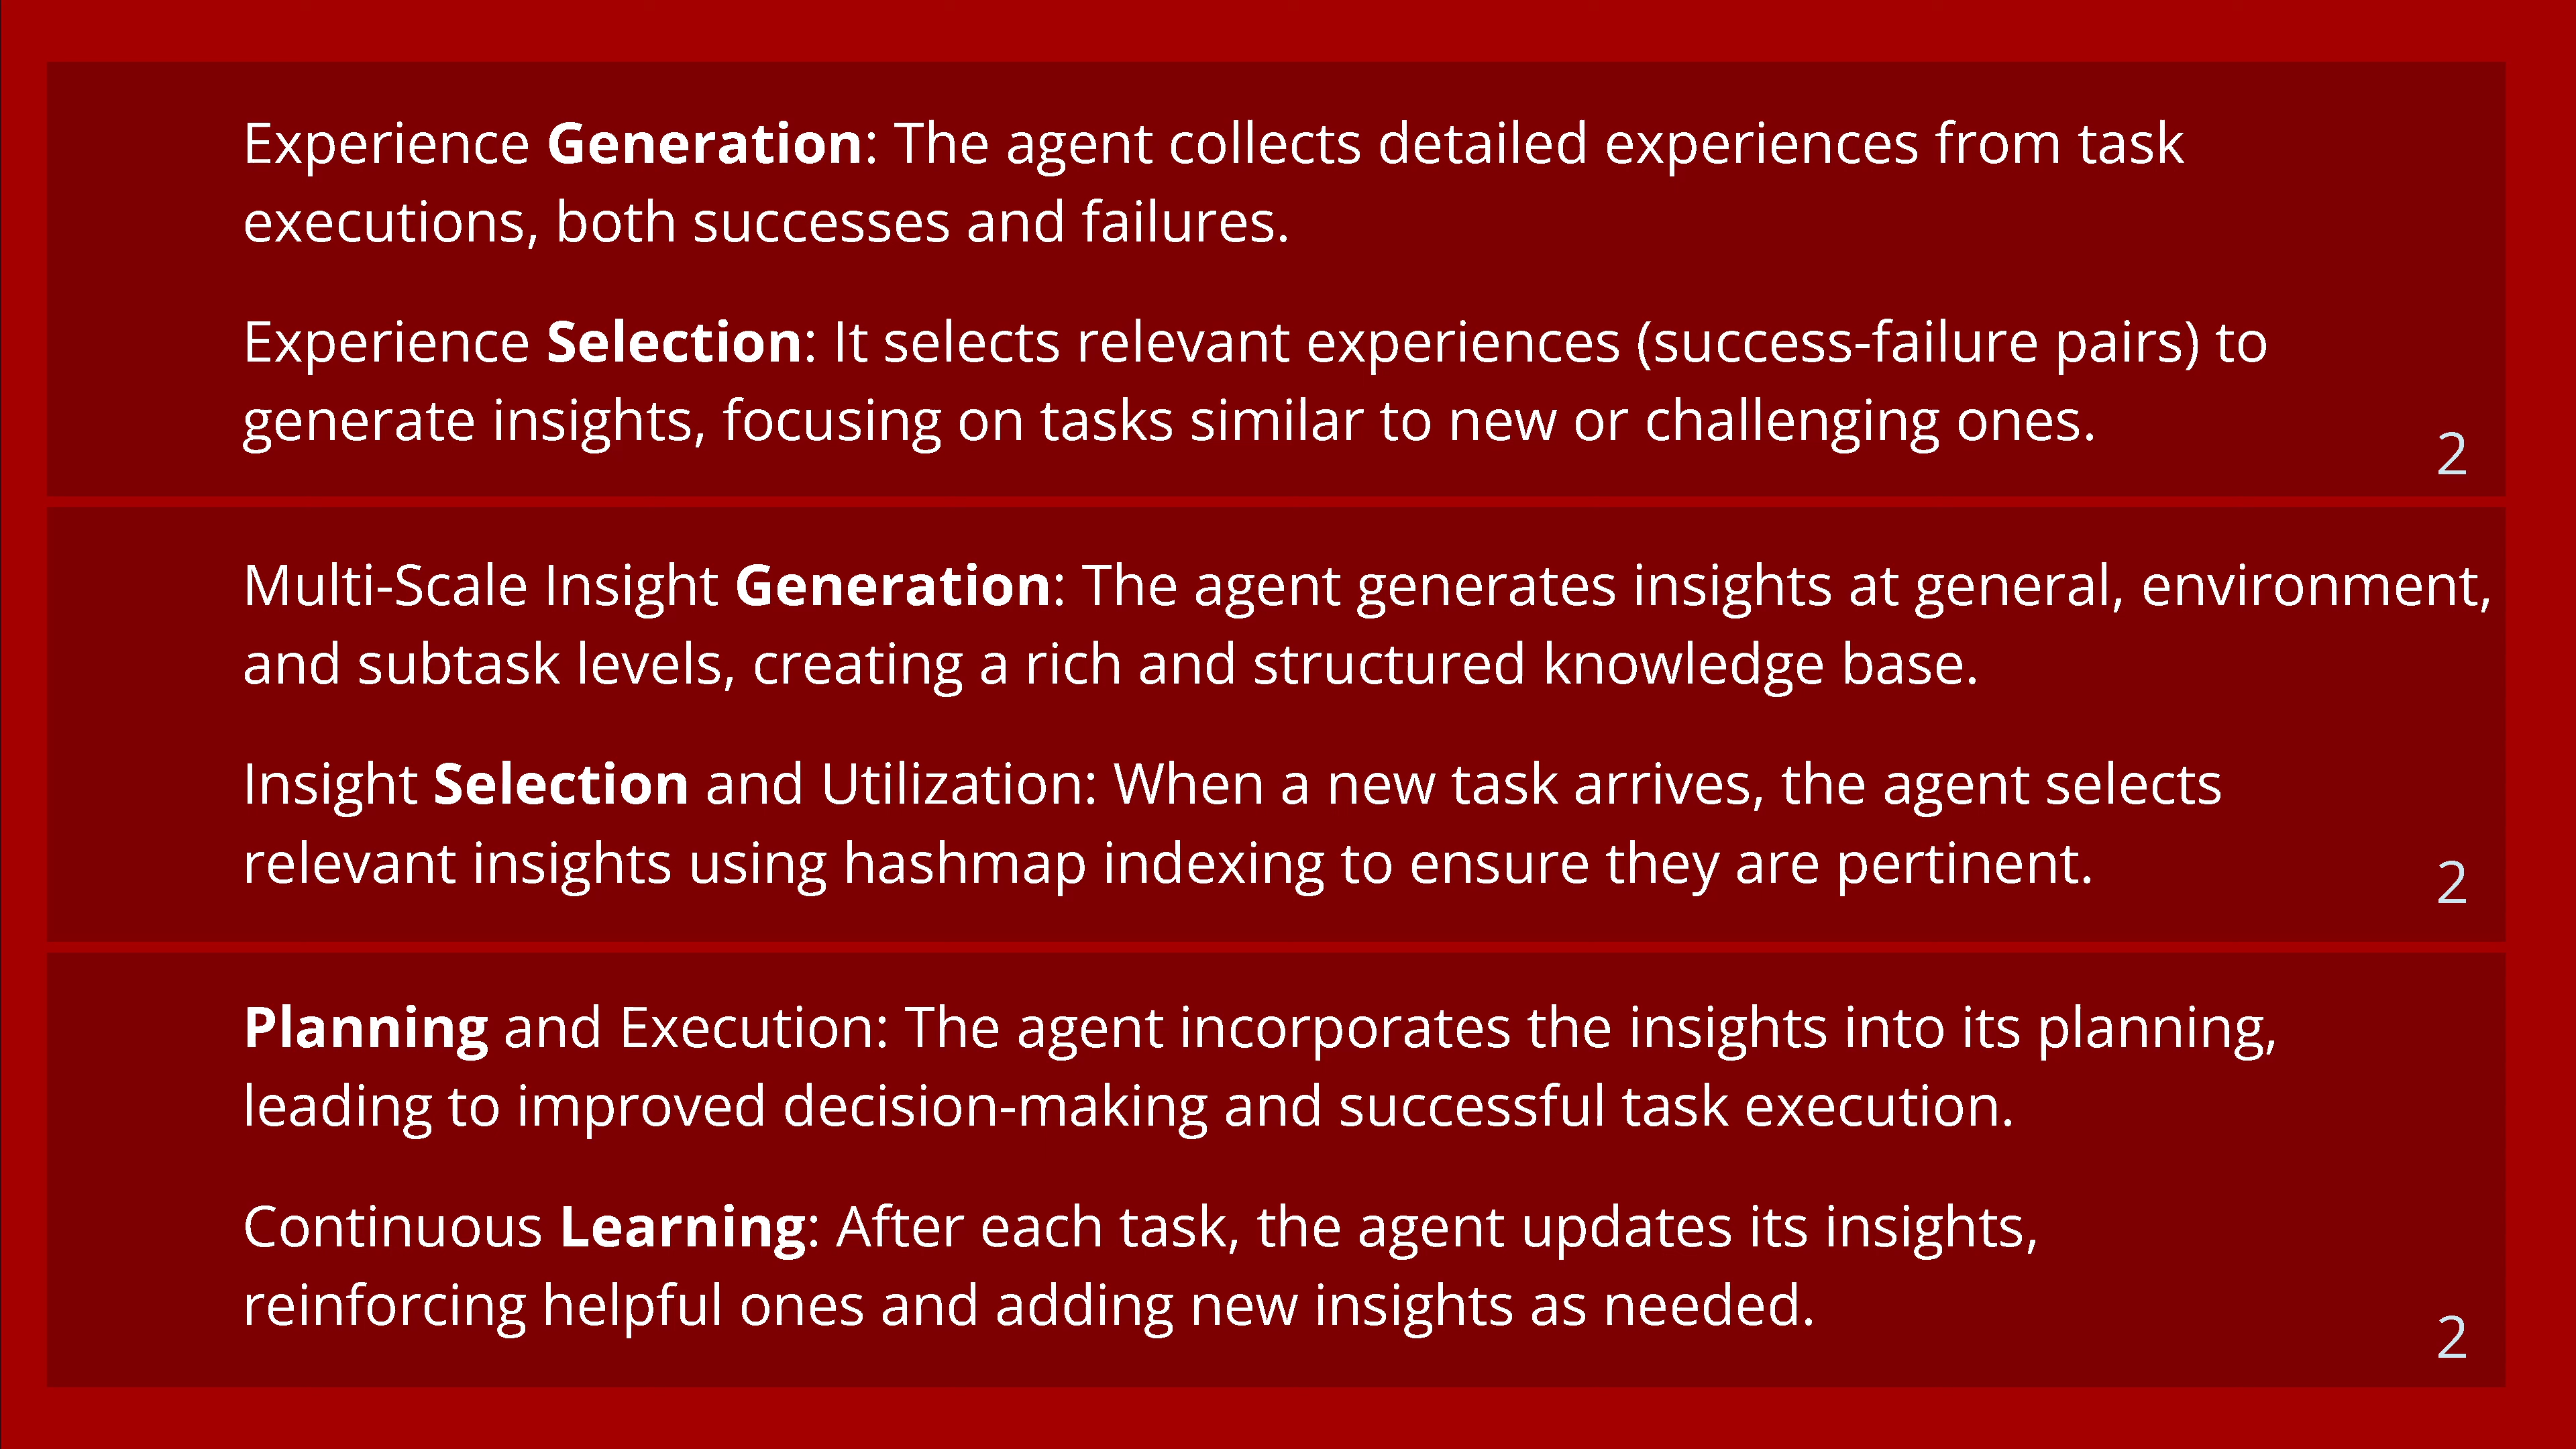 Experience Generation: The agent collects detailed experiences from task
executions, both successes and failures.
Experience Selection: It selects relevant experiences (success-failure pairs) to
generate insights, focusing on tasks similar to new or challenging ones.
2
Multi-Scale Insight Generation: The agent generates insights at general, environment,
and subtask levels, creating a rich and structured knowledge base.
Insight Selection and Utilization: When a new task arrives, the agent selects
relevant insights using hashmap indexing to ensure they are pertinent.
2
Planning and Execution: The agent incorporates the insights into its planning,
leading to improved decision-making and successful task execution.
Continuous Learning: After each task, the agent updates its insights,
reinforcing helpful ones and adding new insights as needed.
2